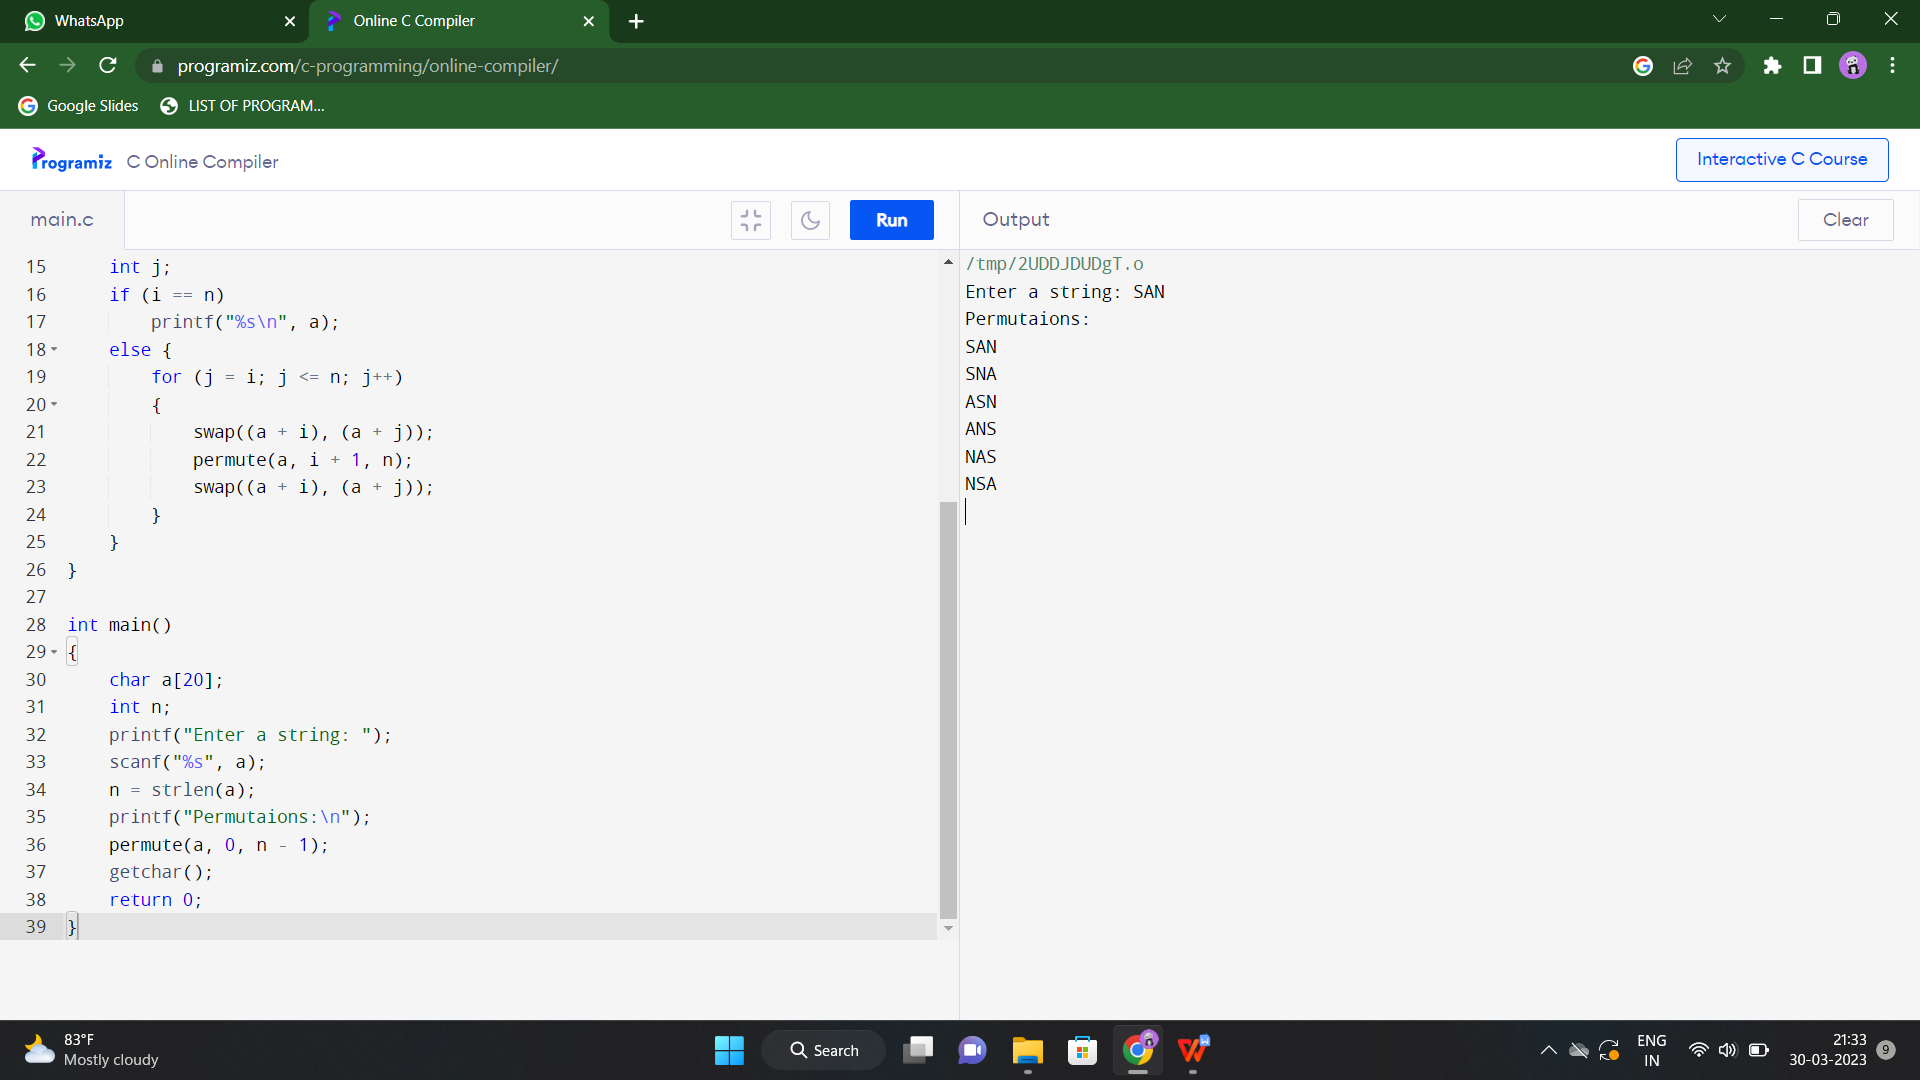 WhatsApp
Online C Compiler
programiz.com/c-programming/online-compiler/
Google Slides
LIST OF PROGRAM...
Programiz C Online Compiler
Interactive C Course
main.c
Run
Output
Clear
15 int j;
16 if (i == n)
17 printf("%s\n", a);
18 else {
19 for (j = i; j <= n; j++)
20 {
21 swap((a + i), (a + j));
22 permute(a, i + 1, n);
23 swap((a + i), (a + j));
24 }
25 }
26 }
27
28 int main()
29 {
30 char a[20];
31 int n;
32 printf("Enter a string: ");
33 scanf("%s", a);
34 n = strlen(a);
35 printf("Permutaions:\n");
36 permute(a, 0, n - 1);
37 getchar();
38 return 0;
39 }
/tmp/2UDDJDUDgT.o
Enter a string: SAN
Permutaions:
SAN
SNA
ASN
ANS
NAS
NSA
83°F
Mostly cloudy
Search
ENG
IN
21:33
30-03-2023
9